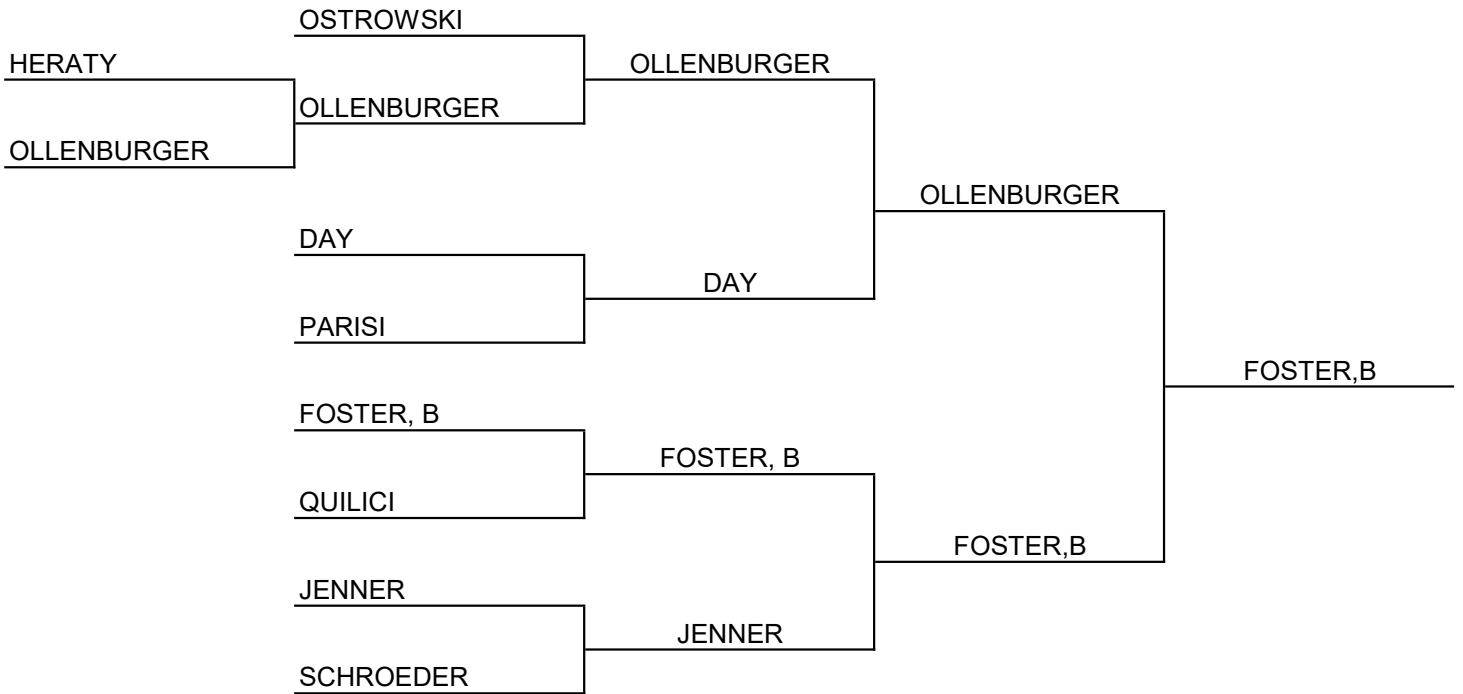 OSTROWSKI
HERATY
OLLENBURGER
OLLENBURGER
OLLENBURGER
OLLENBURGER
DAY
DAY
PARISI
FOSTER,B
FOSTER, B
FOSTER, B
QUILICI
FOSTER,B
JENNER
JENNER
SCHROEDER